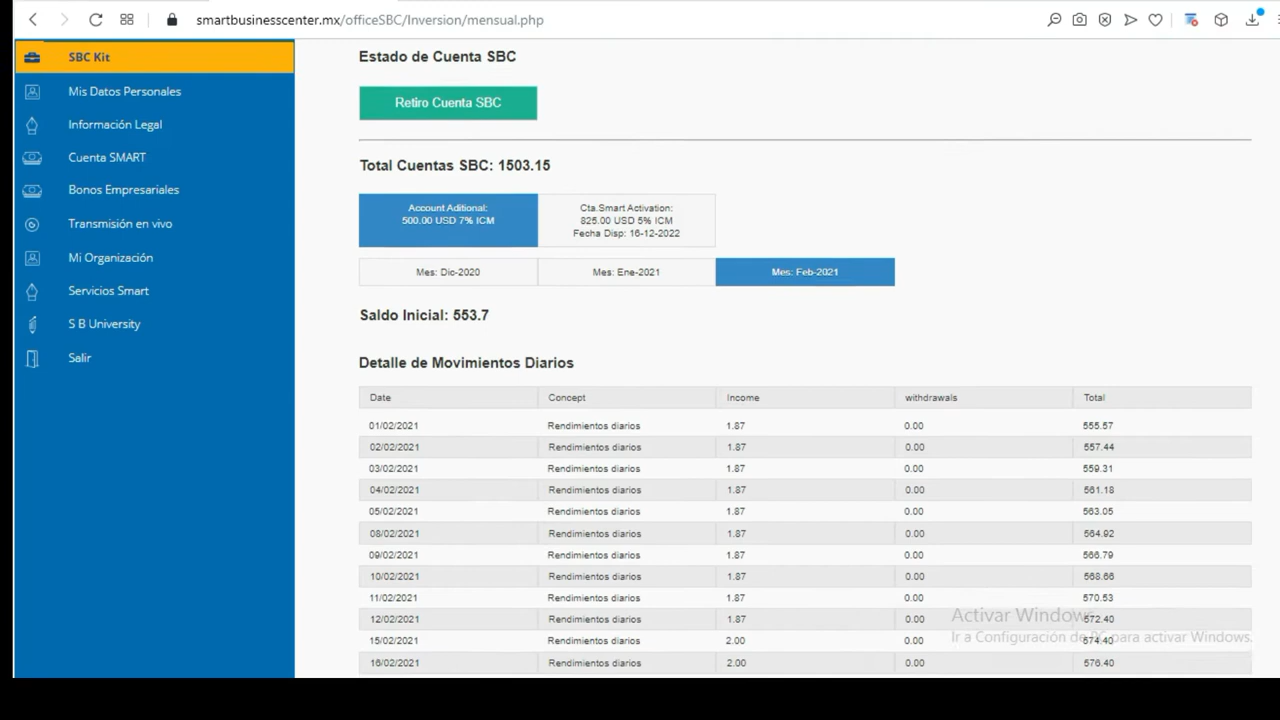 smartbusinesscenter.mx/officeSBC/Inversion/mensual.php
SBC Kit
Mis Datos Personales
Información Legal
Cuenta SMART
Bonos Empresariales
Transmisión en vivo
Mi Organización
Servicios Smart
S B University
Salir
Estado de Cuenta SBC
Retiro Cuenta SBC
Total Cuentas SBC: 1503.15
Account Aditional:
500.00 USD 7% ICM
Cta.Smart Activation:
825.00 USD 5% ICM
Fecha Disp: 16-12-2022
Mes: Dic-2020 Mes: Ene-2021 Mes: Feb-2021
Saldo Inicial: 553.7
Detalle de Movimientos Diarios
Date Concept Income withdrawals Total
01/02/2021 Rendimientos diarios 1.87 0.00 555.57
02/02/2021 Rendimientos diarios 1.87 0.00 557.44
03/02/2021 Rendimientos diarios 1.87 0.00 559.31
04/02/2021 Rendimientos diarios 1.87 0.00 561.18
05/02/2021 Rendimientos diarios 1.87 0.00 563.05
08/02/2021 Rendimientos diarios 1.87 0.00 564.92
09/02/2021 Rendimientos diarios 1.87 0.00 566.79
10/02/2021 Rendimientos diarios 1.87 0.00 568.66
11/02/2021 Rendimientos diarios 1.87 0.00 570.53
12/02/2021 Rendimientos diarios 1.87 0.00 572.40
15/02/2021 Rendimientos diarios 2.00 0.00 574.40
16/02/2021 Rendimientos diarios 2.00 0.00 576.40
Activar Windows
Ir a Configuración de PC para activar Windows.